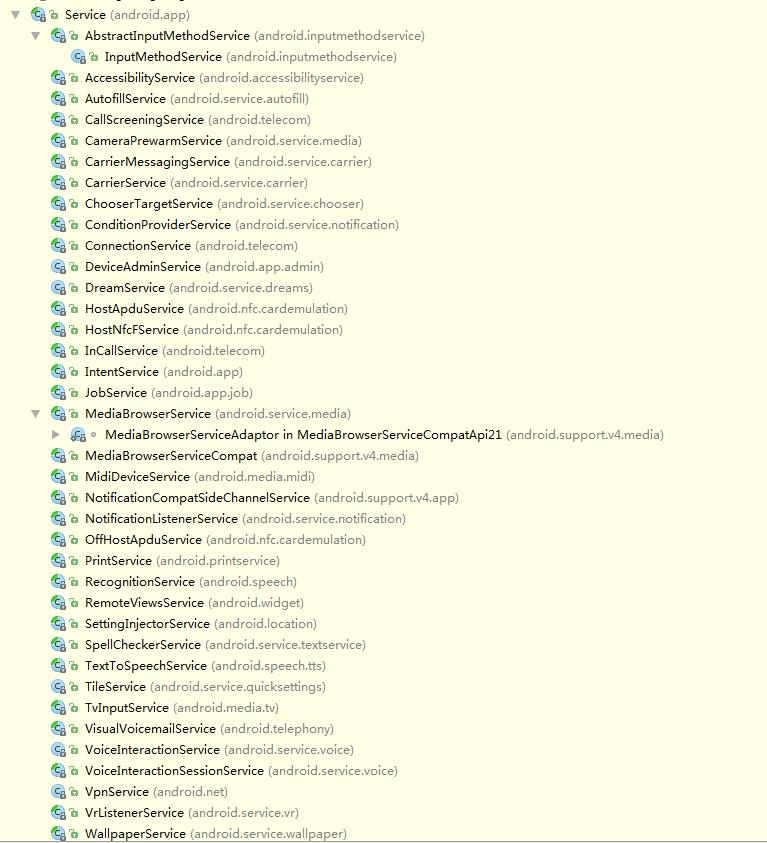 Service (android.app)
AbstractInputMethodService (android.inputmethodservice)
InputMethodService (android.inputmethodservice)
AccessibilityService (android.accessibilityservice)
AutofillService (android.service.autofill)
CallScreeningService (android.telecom)
CameraPrewarmService (android.service.media)
CarrierMessagingService (android.service.carrier)
CarrierService (android.service.carrier)
ChooserTargetService (android.service.chooser)
ConditionProviderService (android.service.notification)
ConnectionService (android.telecom)
DeviceAdminService (android.app.admin)
DreamService (android.service.dreams)
HostApduService (android.nfc.cardemulation)
HostNfcFService (android.nfc.cardemulation)
InCallService (android.telecom)
IntentService (android.app)
JobService (android.app.job)
MediaBrowserService (android.service.media)
MediaBrowserServiceAdaptor in MediaBrowserServiceCompatApi21 (android.support.v4.media)
MediaBrowserServiceCompat (android.support.v4.media)
MidiDeviceService (android.media.midi)
NotificationCompatSideChannelService (android.support.v4.app)
NotificationListenerService (android.service.notification)
OffHostApduService (android.nfc.cardemulation)
PrintService (android.printservice)
RecognitionService (android.speech)
RemoteViewsService (android.widget)
SettingInjectorService (android.location)
SpellCheckerService (android.service.textservice)
TextToSpeechService (android.speech.tts)
TileService (android.service.quicksettings)
TvInputService (android.media.tv)
VisualVoicemailService (android.telephony)
VoiceInteractionService (android.service.voice)
VoiceInteractionSessionService (android.service.voice)
VpnService (android.net)
VrListenerService (android.service.vr)
WallpaperService (android.service.wallpaper)